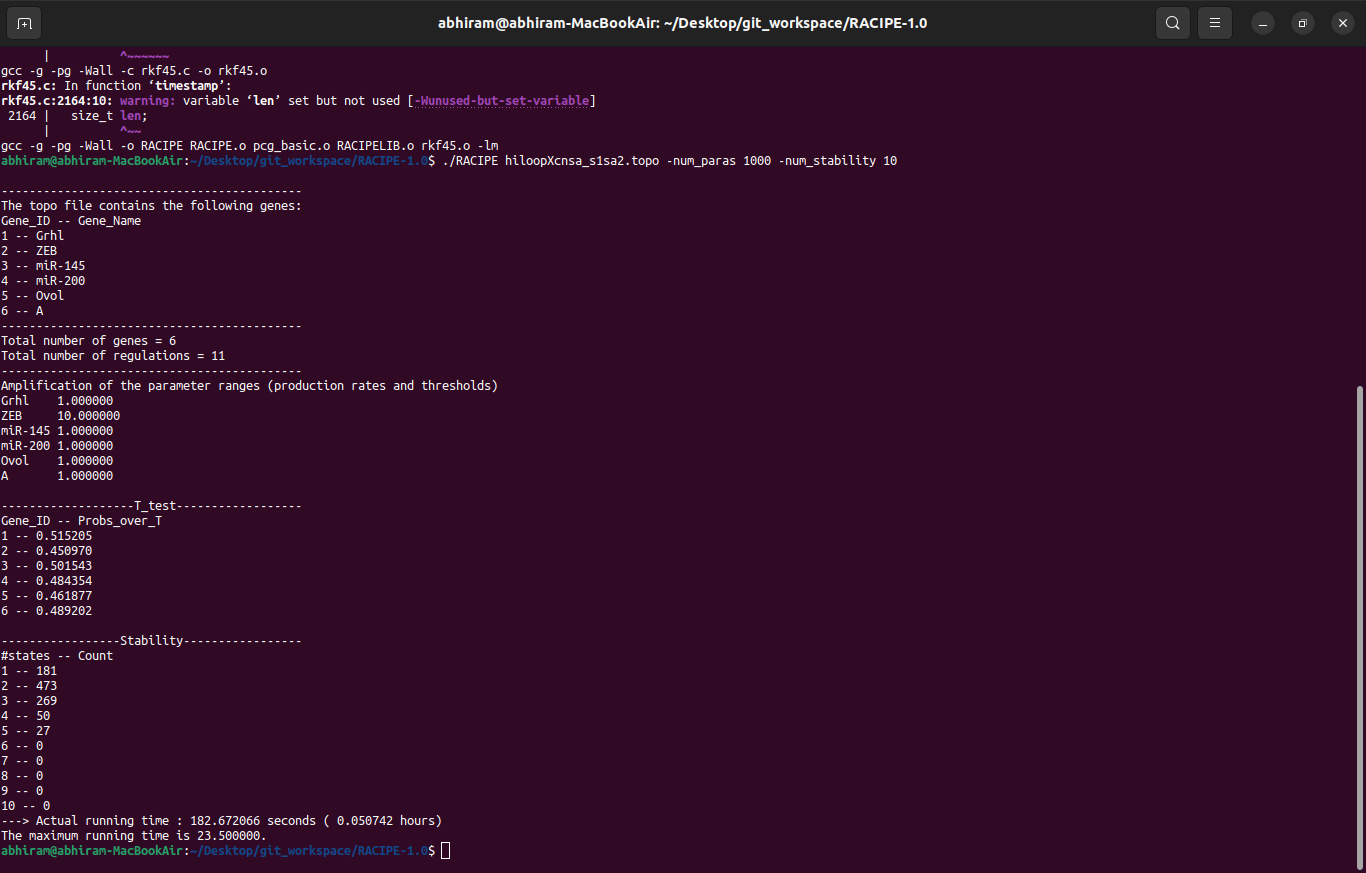 abhiram@abhiram-MacBookAir: ~/Desktop/git_workspace/RACIPE-1.0
| ^~~~~~~
gcc -g -pg -Wall -c rkf45.c -o rkf45.o
rkf45.c: In function ‘timestamp’:
rkf45.c:2164:10: warning: variable ‘len’ set but not used [-Wunused-but-set-variable]
2164 | size_t len;
| ^~~
gcc -g -pg -Wall -o RACIPE RACIPE.o pcg_basic.o RACIPELIB.o rkf45.o -lm
abhiram@abhiram-MacBookAir:~/Desktop/git_workspace/RACIPE-1.0$ ./RACIPE hiloopXcnsa_s1sa2.topo -num_paras 1000 -num_stability 10
-------------------------------------------
The topo file contains the following genes:
Gene_ID -- Gene_Name
1 -- Grhl
2 -- ZEB
3 -- miR-145
4 -- miR-200
5 -- Ovol
6 -- A
-------------------------------------------
Total number of genes = 6
Total number of regulations = 11
-------------------------------------------
Amplification of the parameter ranges (production rates and thresholds)
Grhl 1.000000
ZEB 10.000000
miR-145 1.000000
miR-200 1.000000
Ovol 1.000000
A 1.000000
-------------------T_test------------------
Gene_ID -- Probs_over_T
1 -- 0.515205
2 -- 0.450970
3 -- 0.501543
4 -- 0.484354
5 -- 0.461877
6 -- 0.489202
-----------------Stability-----------------
#states -- Count
1 -- 181
2 -- 473
3 -- 269
4 -- 50
5 -- 27
6 -- 0
7 -- 0
8 -- 0
9 -- 0
10 -- 0
---> Actual running time : 182.672066 seconds ( 0.050742 hours)
The maximum running time is 23.500000.
abhiram@abhiram-MacBookAir:~/Desktop/git_workspace/RACIPE-1.0$